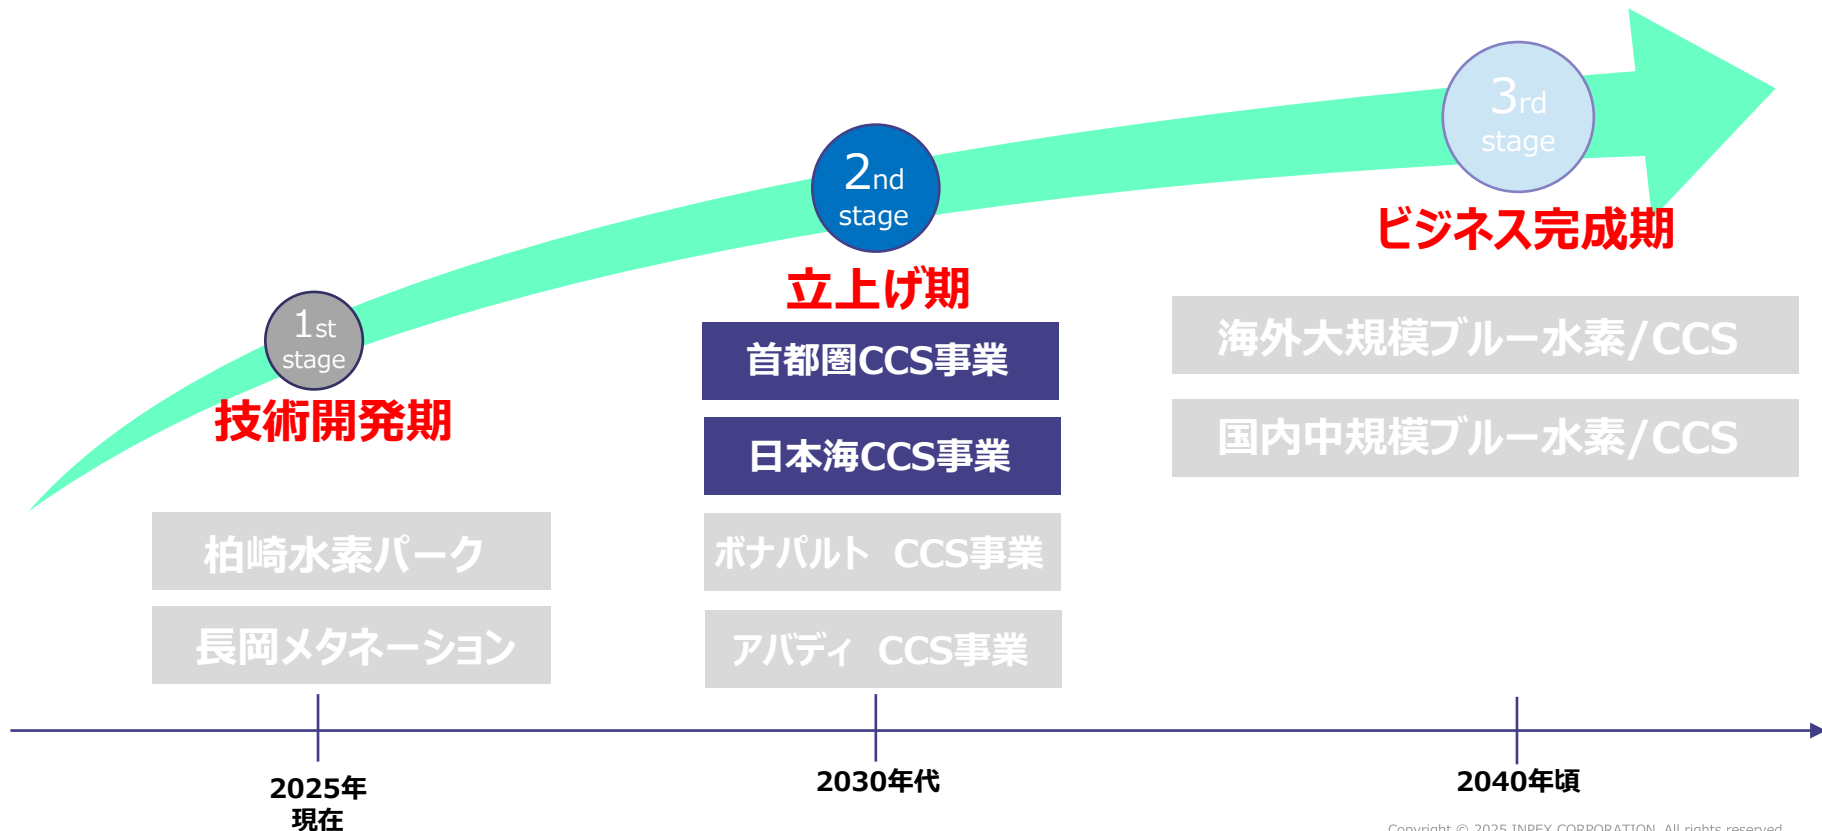 1st
stage
技術開発期
柏崎水素パーク
長岡メタネーション
2nd
stage
立上げ期
首都圏CCS事業
日本海CCS事業
ボナパルト CCS事業
アバディ CCS事業
3rd
stage
ビジネス完成期
海外大規模ブルー水素/CCS
国内中規模ブルー水素/CCS
2025年
現在
2030年代
2040年頃
Copyright © 2025 INPEX CORPORATION. All rights reserved.